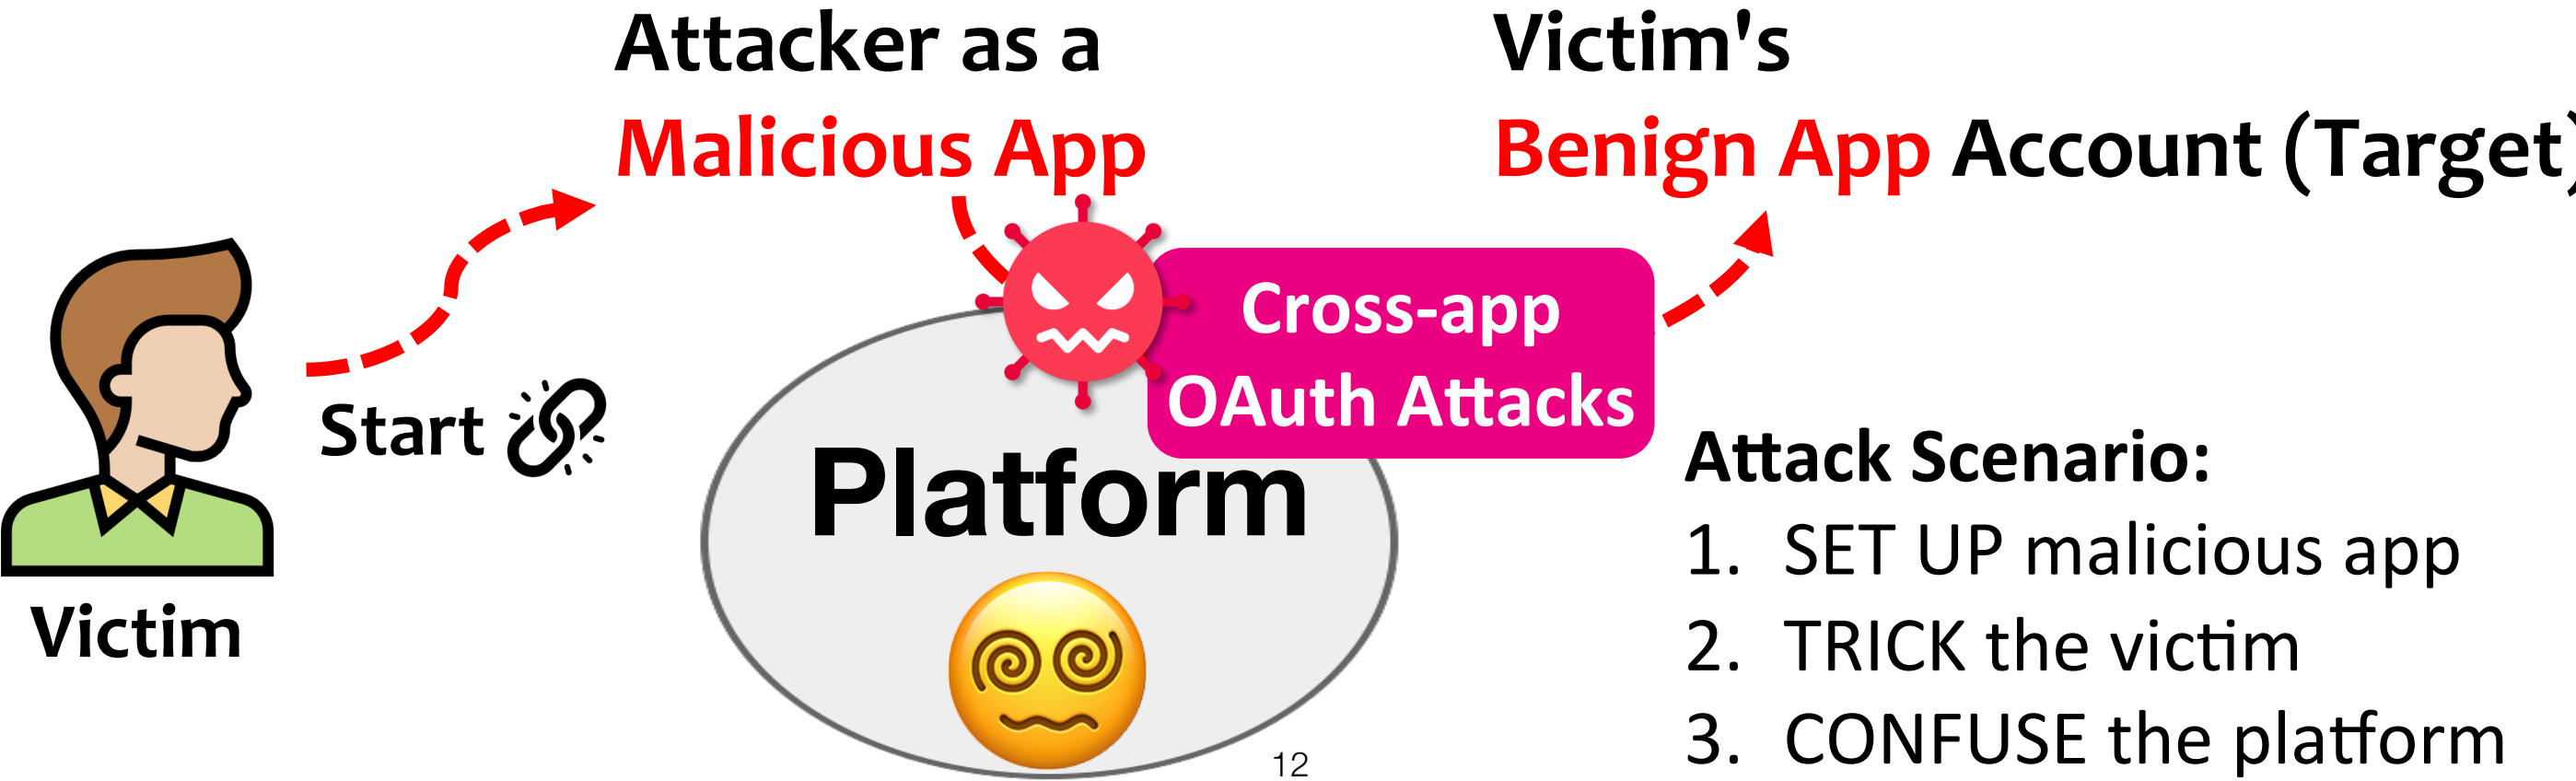 Attacker as a
Malicious App
Victim's
Benign App Account (Target)
Start
Victim
Cross-app
OAuth Attacks
Platform
Attack Scenario:
1. SET UP malicious app
2. TRICK the victim
3. CONFUSE the platform
12